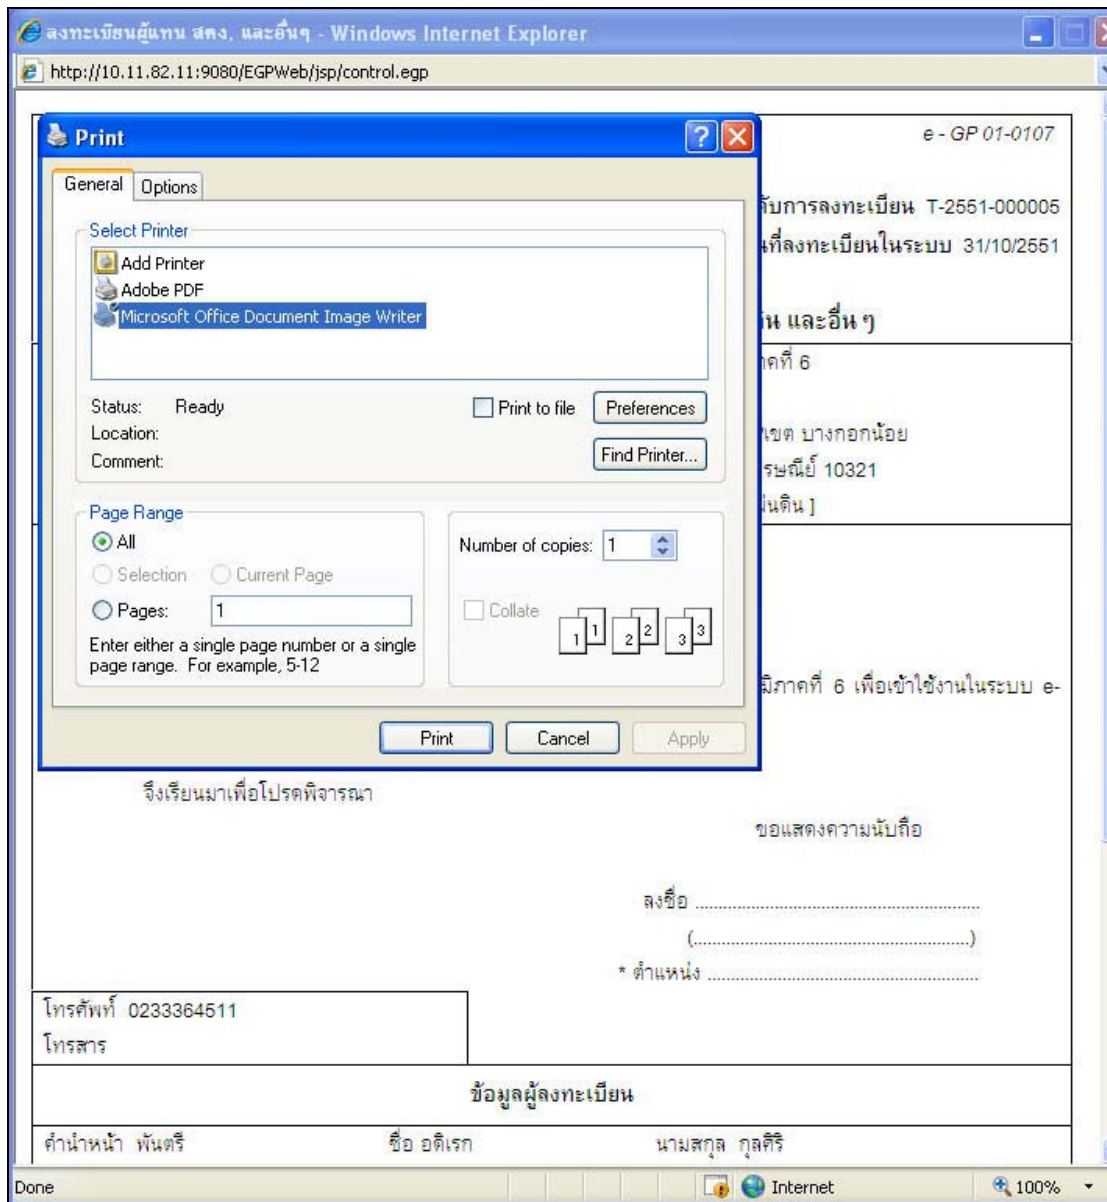 ลงทะเบียนผู้แทน สตง. และอื่นๆ - Windows Internet Explorer
http://10.11.82.11:9080/EGPWeb/jsp/control.egp
e - GP 01-0107
Print
General Options
ับการลงทะเบียน T-2551-000005
ที่ลงทะเบียนในระบบ 31/10/2551
Select Printer
Add Printer
Adobe PDF
Microsoft Office Document Image Writer
และอื่น ๆ
าคที่ 6
Status: Ready
Print to file Preferences
Location:
เขต บางกอกน้อย
Comment:
Find Printer...
รษณีย์ 10321
ผ่นดิน ]
Page Range
All
Number of copies: 1
Selection Current Page
Pages: 1
Collate
1 1 2 2 3 3
Enter either a single page number or a single
page range. For example, 5-12
มิภาคที่ 6 เพื่อเข้าใช้งานในระบบ e-
Print Cancel Apply
จึงเรียนมาเพื่อโปรดพิจารณา
ขอแสดงความนับถือ
ลงชื่อ ..............................................................
(............................................................)
* ตำแหน่ง ...........................................................
โทรศัพท์ 0233364511
โทรสาร
ข้อมูลผู้ลงทะเบียน
คำนำหน้า พันตรี ชื่อ อดิเรก นามสกุล กุลศิริ
Done Internet 100%